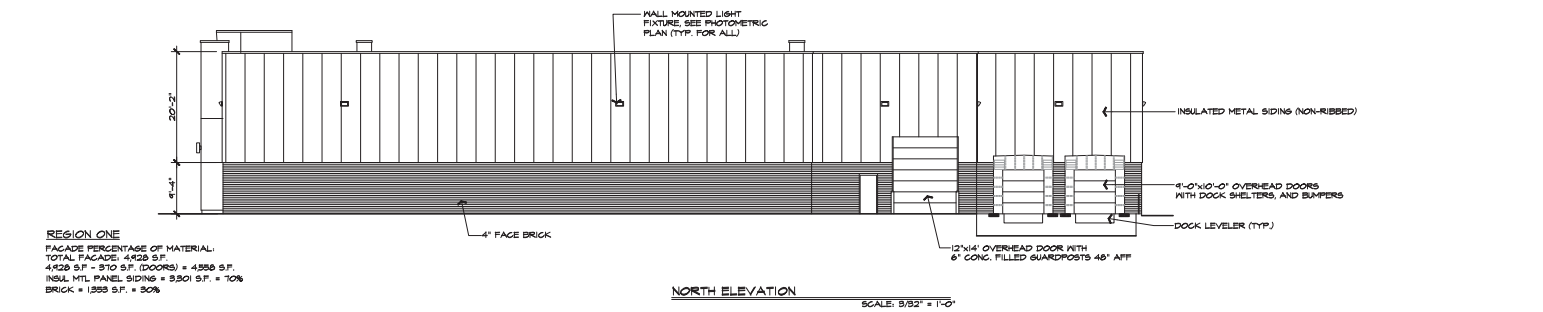 WALL MOUNTED LIGHT
FIXTURE, SEE PHOTOMETRIC
PLAN (TYP. FOR ALL)
20'-2"
9'-4"
INSULATED METAL SIDING (NON-RIBBED)
9'-0"x10'-0" OVERHEAD DOORS
WITH DOCK SHELTERS, AND BUMPERS
DOCK LEVELER (TYP.)
4" FACE BRICK
12'x14' OVERHEAD DOOR WITH
6" CONC. FILLED GUARDPOSTS 48" AFF
REGION ONE
FACADE PERCENTAGE OF MATERIAL:
TOTAL FACADE: 4,928 S.F.
4,928 S.F - 370 S.F. (DOORS) = 4,558 S.F.
INSUL MTL PANEL SIDING = 3,301 S.F. = 70%
BRICK = 1,353 S.F. = 30%
NORTH ELEVATION
SCALE: 3/32" = 1'-0"